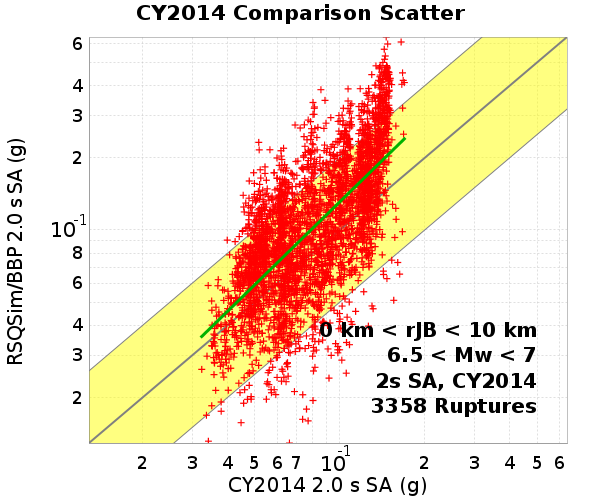 CY2014 Comparison Scatter
RSQSim/BBP 2.0 s SA (g)
6
4
3
2
10-1
8
6
4
3
2
0 km < rJB < 10 km
6.5 < Mw < 7
2s SA, CY2014
3358 Ruptures
2 3 4 5 6 7 10-1 2 3 4 5 6
CY2014 2.0 s SA (g)